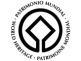 PATRIMONIO MUNDIAL
WORLD HERITAGE
PATRIMOINE MONDIAL